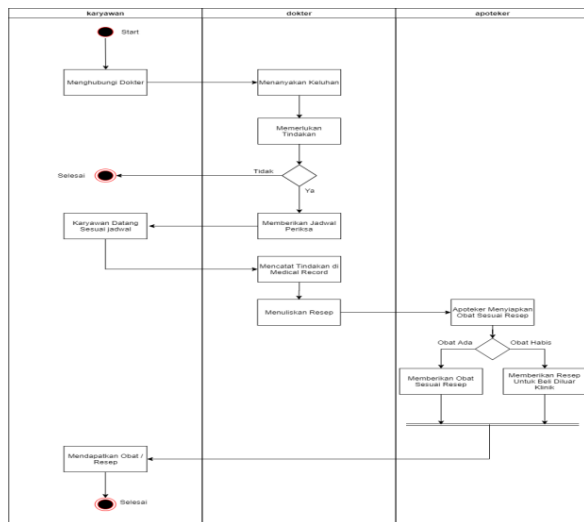 karyawan
dokter
apoteker
Start
Menghubungi Dokter
Menanyakan Keluhan
Memerlukan
Tindakan
Tidak
Selesai
Ya
Karyawan Datang
Sesuai jadwal
Memberikan Jadwal
Periksa
Mencatat Tindakan di
Medical Record
Menuliskan Resep
Apoteker Menyiapkan
Obat Sesuai Resep
Obat Ada
Obat Habis
Memberikan Obat
Sesuai Resep
Memberikan Resep
Untuk Beli Diluar
Klinik
Mendapatkan Obat /
Resep
Selesai